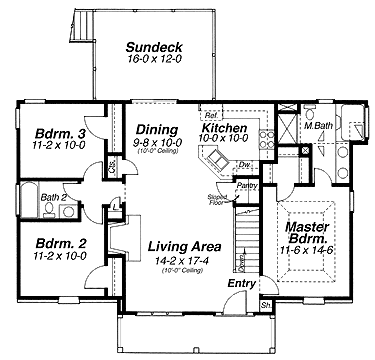 Sundeck
16-0 x 12-0
Bdrm. 3
11-2 x 10-0
Dining
9-8 x 10-0
(10'-0" Ceiling)
Kitchen
10-0 x 10-0
Ref.
Dw.
M.Bath
Pantry
Sloped
Floor
Bath 2
L.
Bdrm. 2
11-2 x 10-0
Living Area
14-2 x 17-4
(10'-0" Ceiling)
Master
Bdrm.
11-6 x 14-6
Entry
Sh.